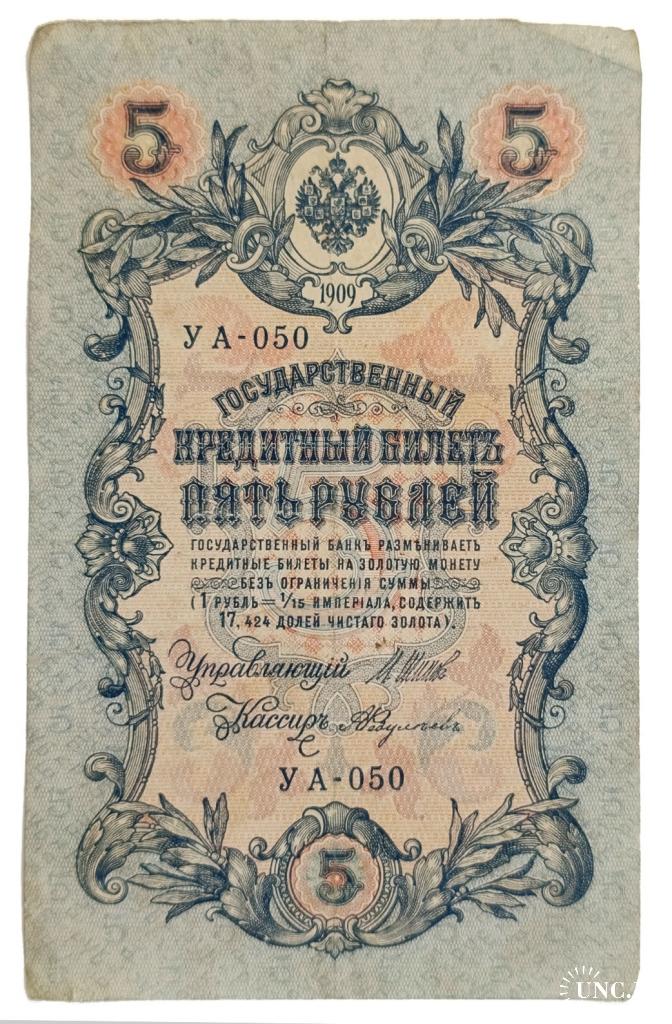 5 5
1909
УА-050
ГОСУДАРСТВЕННЫЙ
КРЕДИТНЫЙ БИЛЕТЪ
ПЯТЬ РУБЛЕЙ
ГОСУДАРСТВЕННЫЙ БАНКЪ РАЗМѢНИВАЕТЪ
КРЕДИТНЫЕ БИЛЕТЫ НА ЗОЛОТУЮ МОНЕТУ
БЕЗЪ ОГРАНИЧЕНІЯ СУММЫ
(1 РУБЛЬ = 1/15 ИМПЕРІАЛА, СОДЕРЖИТЪ
17,424 ДОЛЕЙ ЧИСТАГО ЗОЛОТА).
Управляющій
Кассиръ
УА-050
5
UNC.